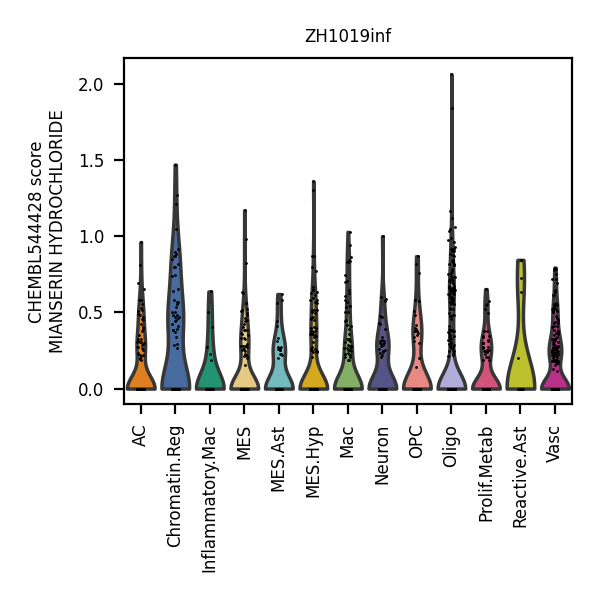 ZH1019inf
CHEMBL544428 score
MIANSERIN HYDROCHLORIDE
2.0
1.5
1.0
0.5
0.0
AC
Chromatin.Reg
Inflammatory.Mac
MES
MES.Ast
MES.Hyp
Mac
Neuron
OPC
Oligo
Prolif.Metab
Reactive.Ast
Vasc